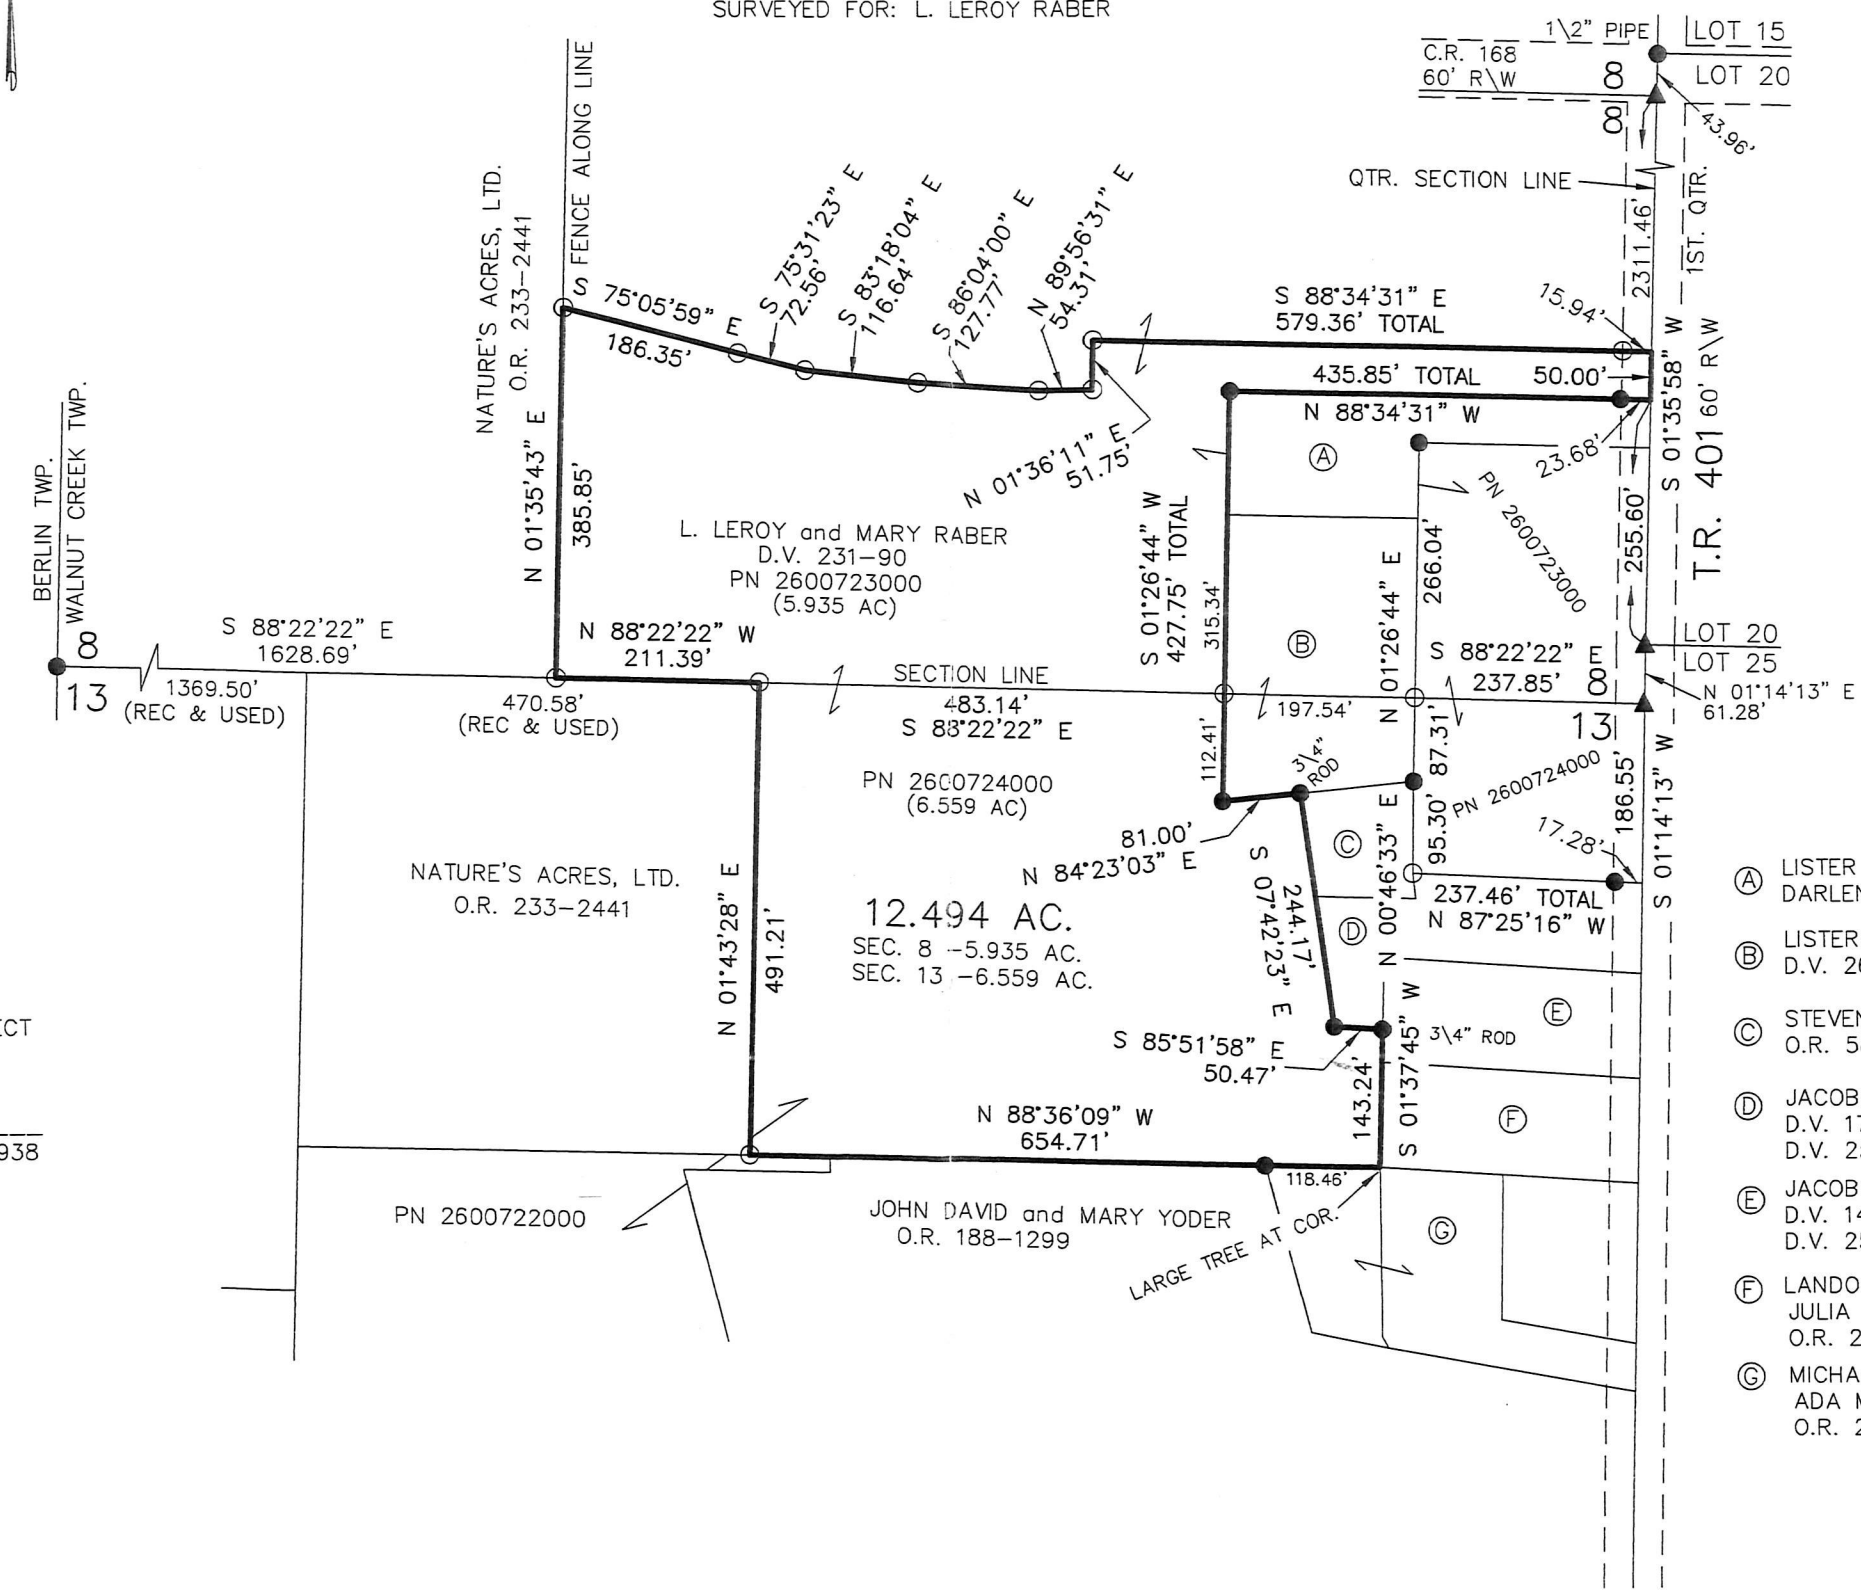 SURVEYED FOR: L. LEROY RABER
1\2" PIPE
LOT 15
C.R. 168
60' R\W
8
8
LOT 20
43.96'
QTR. SECTION LINE
2311.46'
1ST. QTR.
FENCE ALONG LINE
NATURE'S ACRES, LTD.
O.R. 233-2441
S 75°05'59" E
186.35'
S 75°31'23" E
72.56'
S 83°18'04" E
116.64'
S 86°04'00" E
127.77'
N 89°56'31" E
54.31'
S 88°34'31" E
579.36' TOTAL
15.94'
435.85' TOTAL
50.00'
N 88°34'31" W
23.68'
S 01°35'58" W
T.R. 401 60' R\W
N 01°36'11" E
51.75'
A
PN 2600723000
255.60'
N 01°35'43" E
385.85'
L. LEROY and MARY RABER
D.V. 231-90
PN 2600723000
(5.935 AC)
S 01°26'44" W
427.75' TOTAL
315.34'
B
N 01°26'44" E
266.04'
BERLIN TWP.
WALNUT CREEK TWP.
8
13
S 88°22'22" E
1628.69'
1369.50'
(REC & USED)
N 88°22'22" W
211.39'
470.58'
(REC & USED)
SECTION LINE
483.14'
S 88°22'22" E
197.54'
S 88°22'22" E
237.85'
8
13
LOT 20
LOT 25
N 01°14'13" E
61.28'
PN 2600724000
(6.559 AC)
112.41'
3\4"
ROD
87.31'
PN 2600724000
186.55'
S 01°14'13" W
81.00'
N 84°23'03" E
C
N 00°46'33" E
95.30'
17.28'
237.46' TOTAL
N 87°25'16" W
NATURE'S ACRES, LTD.
O.R. 233-2441
N 01°43'28" E
491.21'
12.494 AC.
SEC. 8 -5.935 AC.
SEC. 13 -6.559 AC.
244.17'
S 07°42'23" E
D
E
S 85°51'58" E
50.47'
3\4" ROD
143.24'
S 01°37'45" W
F
N 88°36'09" W
654.71'
118.46'
PN 2600722000
JOHN DAVID and MARY YODER
O.R. 188-1299
LARGE TREE AT COR.
G
ECT
938
A LISTER
DARLEN
B LISTER
D.V. 26
C STEVEN
O.R. 5
D JACOB
D.V. 17
D.V. 2
E JACOB
D.V. 14
D.V. 25
F LANDO
JULIA
O.R. 2
G MICHA
ADA M
O.R. 2